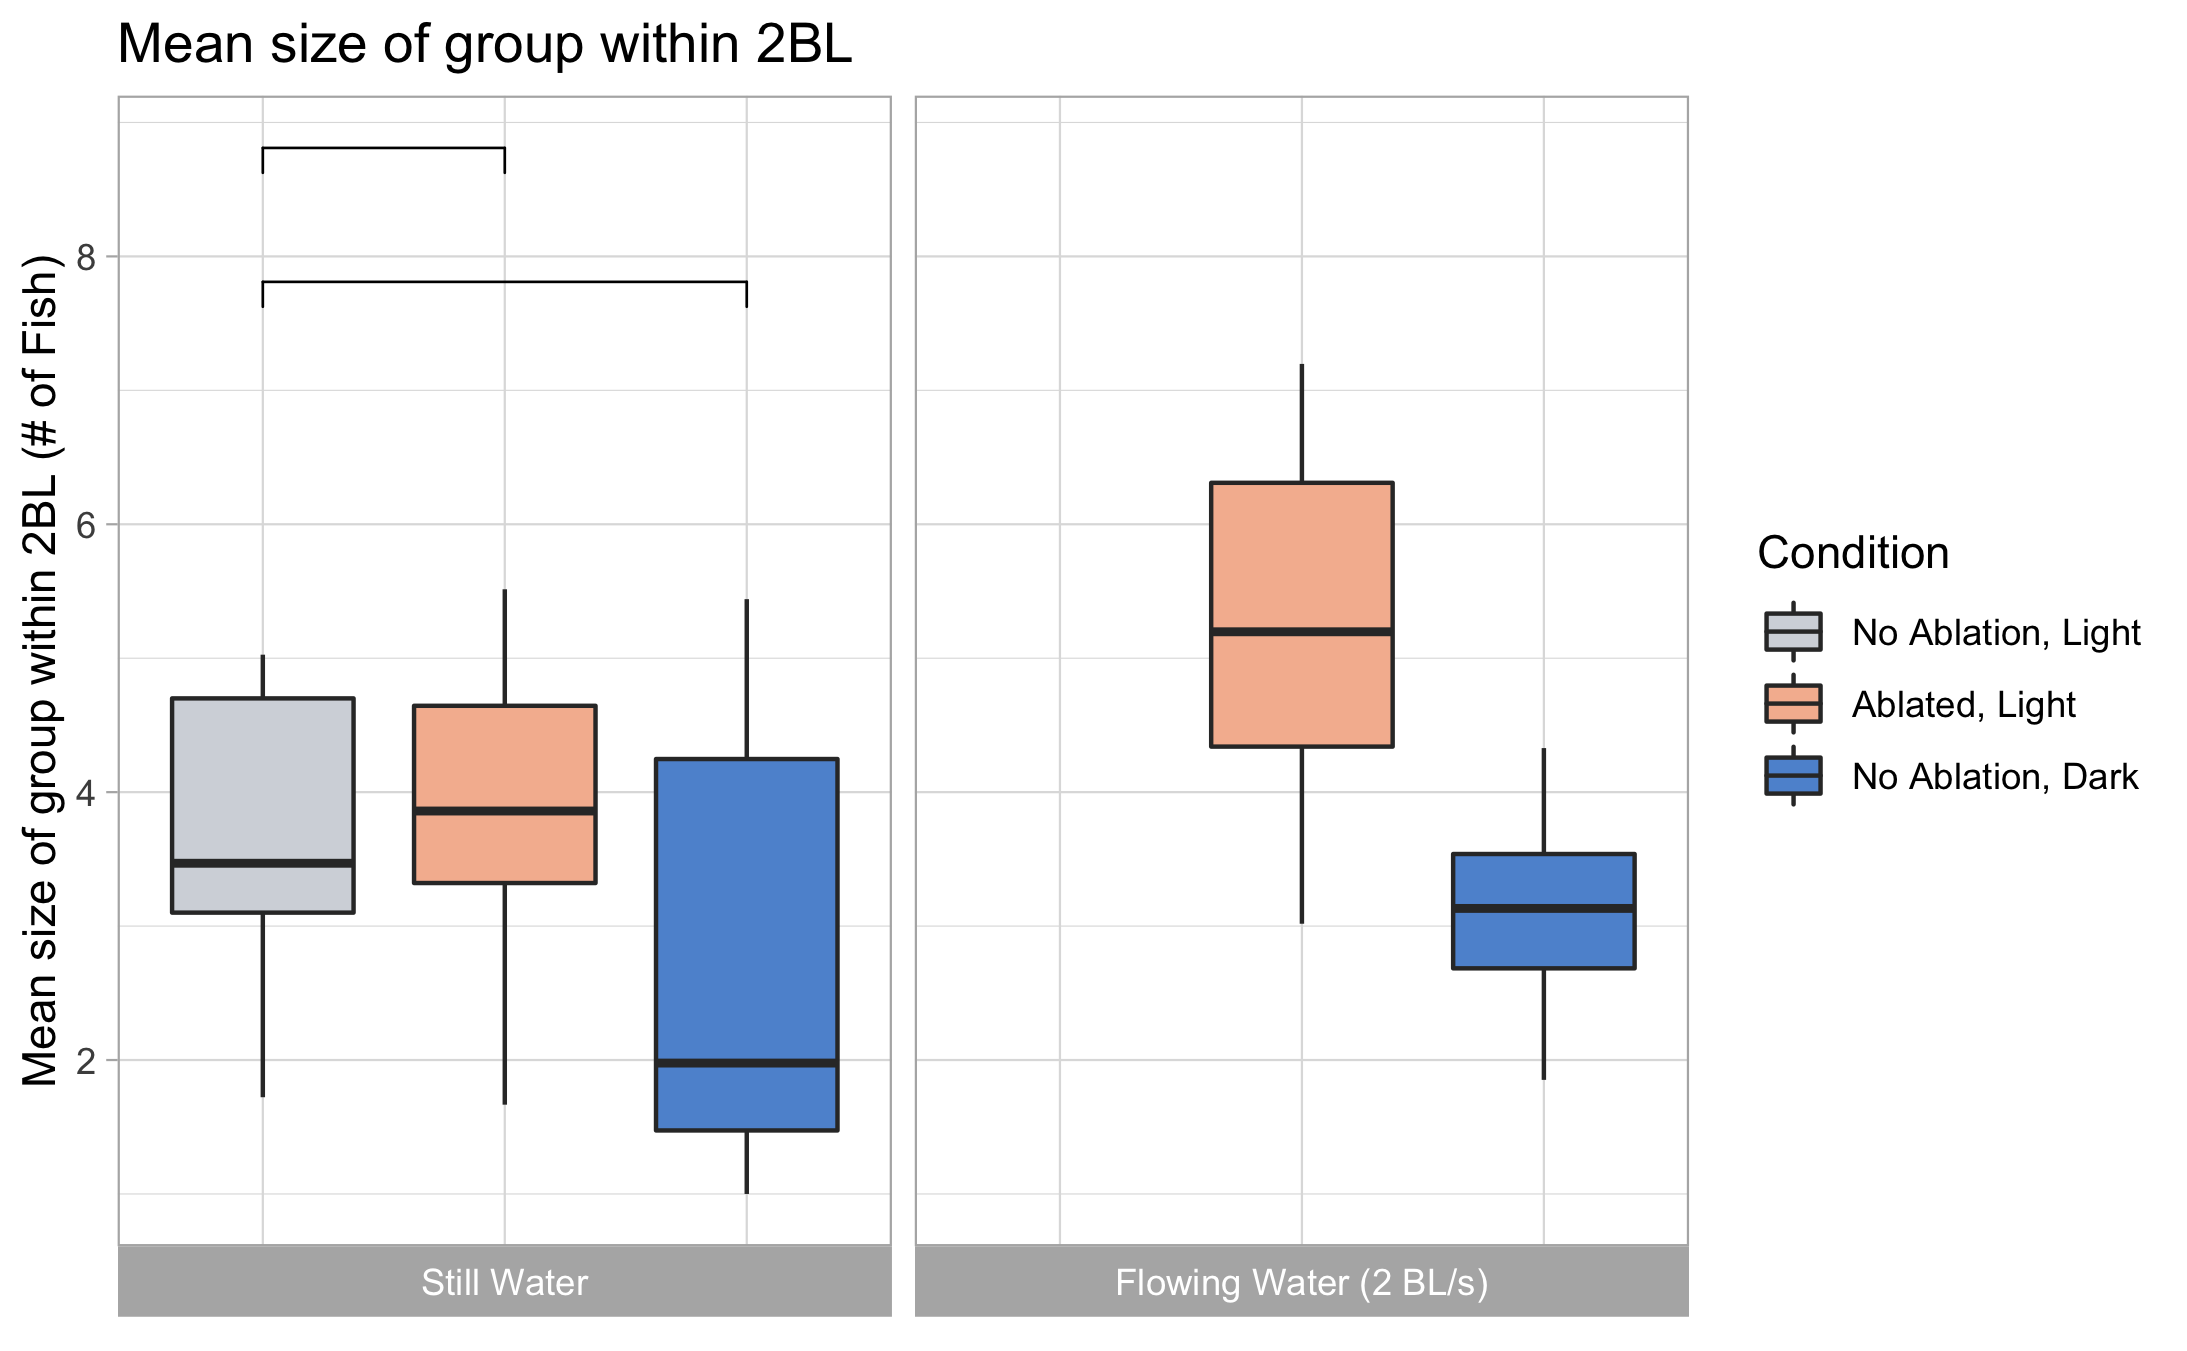 Mean size of group within 2BL
Mean size of group within 2BL (# of Fish)
8
6
4
2
Still Water
Flowing Water (2 BL/s)
Condition
No Ablation, Light
Ablated, Light
No Ablation, Dark